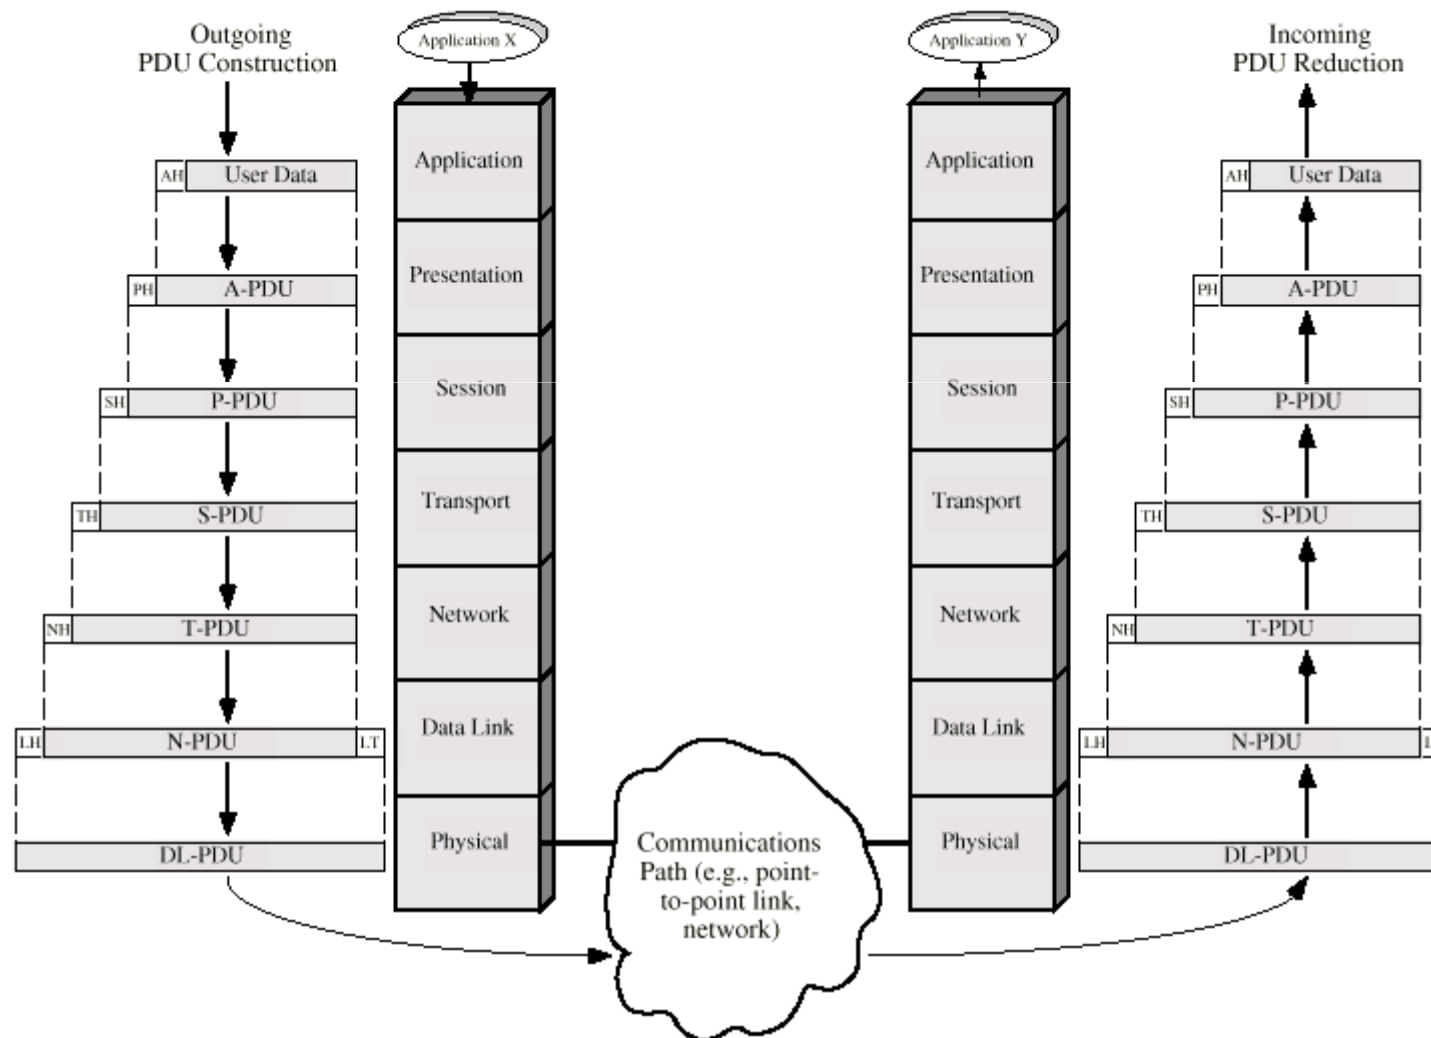 Outgoing
PDU Construction
Application X
Application Y
Incoming
PDU Reduction
AH User Data
Application
Application
AH User Data
PH A-PDU
Presentation
Presentation
PH A-PDU
SH P-PDU
Session
Session
SH P-PDU
TH S-PDU
Transport
Transport
TH S-PDU
NH T-PDU
Network
Network
NH T-PDU
LH N-PDU LT
Data Link
Data Link
LH N-PDU
DL-PDU
Physical
Communications
Path (e.g., point-
to-point link,
network)
Physical
DL-PDU